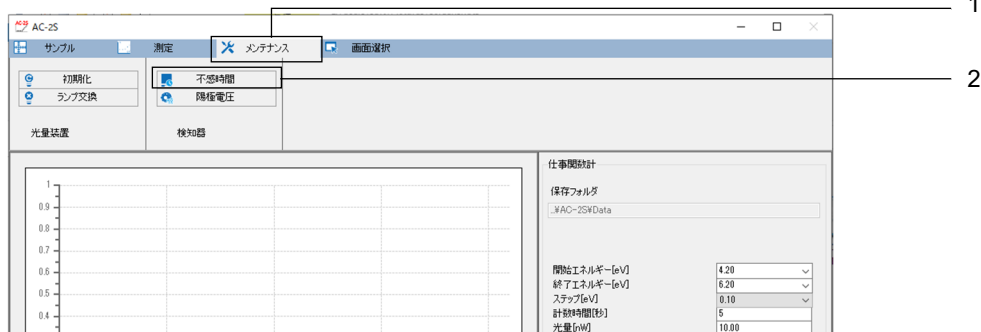 1
AC-2S
サンプル 測定 メンテナンス 画面選択
初期化 不感時間
2
ランプ交換 陽極電圧
光量装置 検知器
仕事関数計
保存フォルダ
..¥AC-2S¥Data
1
0.9
0.8
0.7
0.6
0.5
0.4
開始エネルギー[eV] 4.20
終了エネルギー[eV] 6.20
ステップ[eV] 0.10
計数時間[秒] 5
光量[nW] 10.00